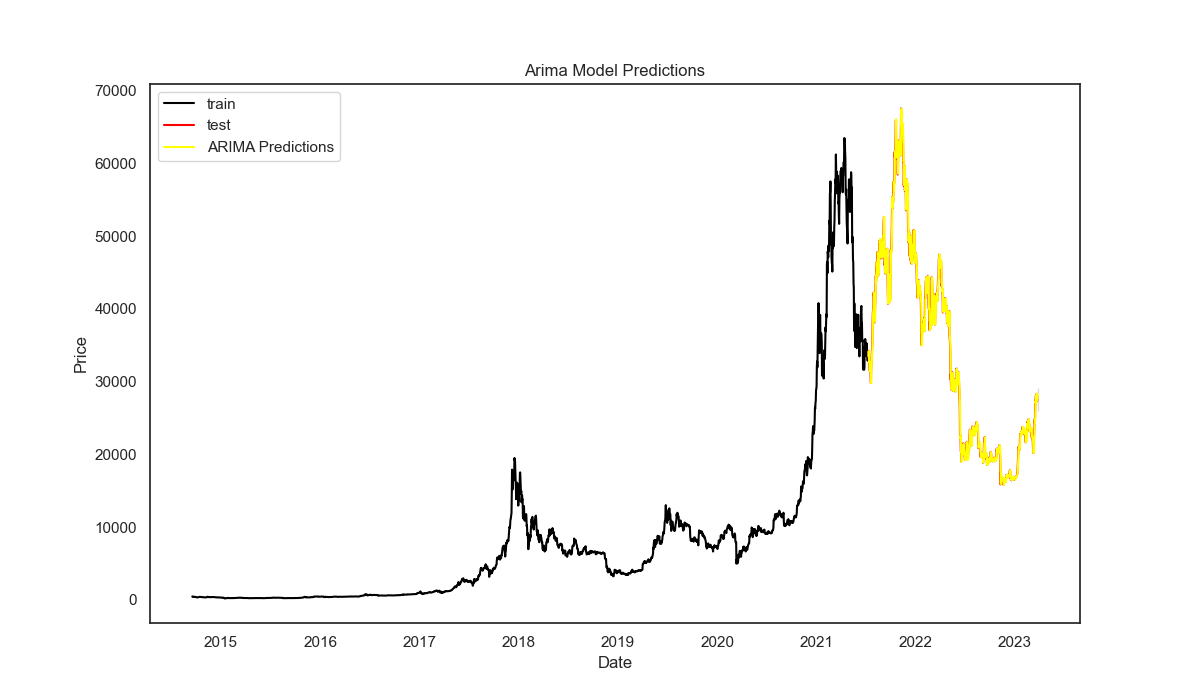 Arima Model Predictions
train
test
ARIMA Predictions
70000
60000
50000
40000
30000
20000
10000
0
Price
2015 2016 2017 2018 2019 2020 2021 2022 2023
Date